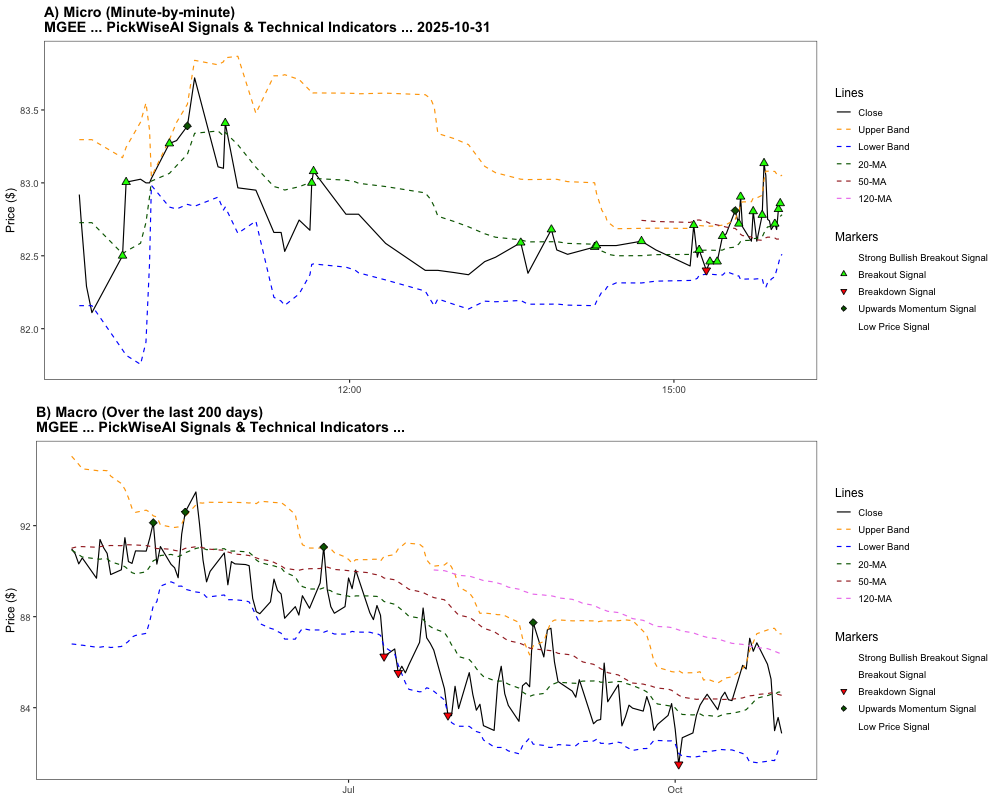 A) Micro (Minute-by-minute)
MGEE ... PickWiseAI Signals & Technical Indicators ... 2025-10-31
Price ($)
83.5
83.0
82.5
82.0
12:00
15:00
Lines
Close
Upper Band
Lower Band
20-MA
50-MA
120-MA
Markers
Strong Bullish Breakout Signal
Breakout Signal
Breakdown Signal
Upwards Momentum Signal
Low Price Signal
B) Macro (Over the last 200 days)
MGEE ... PickWiseAI Signals & Technical Indicators ...
Price ($)
92
88
84
Jul
Oct
Lines
Close
Upper Band
Lower Band
20-MA
50-MA
120-MA
Markers
Strong Bullish Breakout Signal
Breakout Signal
Breakdown Signal
Upwards Momentum Signal
Low Price Signal